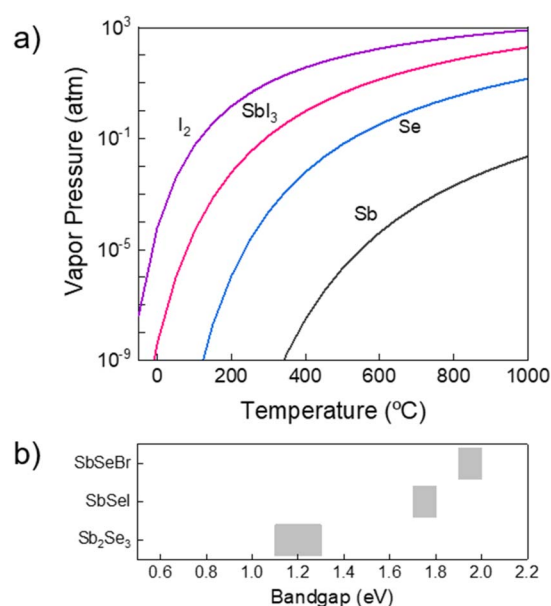 a)
Vapor Pressure (atm)
10³
10⁻¹
10⁻⁵
10⁻⁹
I₂
SbI₃
Se
Sb
0 200 400 600 800 1000
Temperature (ºC)
b)
SbSeBr
SbSeI
Sb₂Se₃
0.6 0.8 1.0 1.2 1.4 1.6 1.8 2.0 2.2
Bandgap (eV)